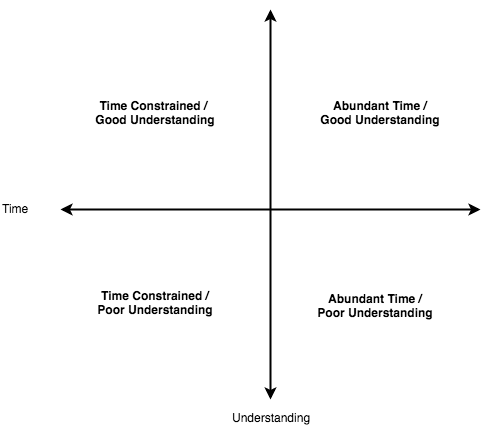 Time Constrained /
Good Understanding
Abundant Time /
Good Understanding
Time
Time Constrained /
Poor Understanding
Abundant Time /
Poor Understanding
Understanding